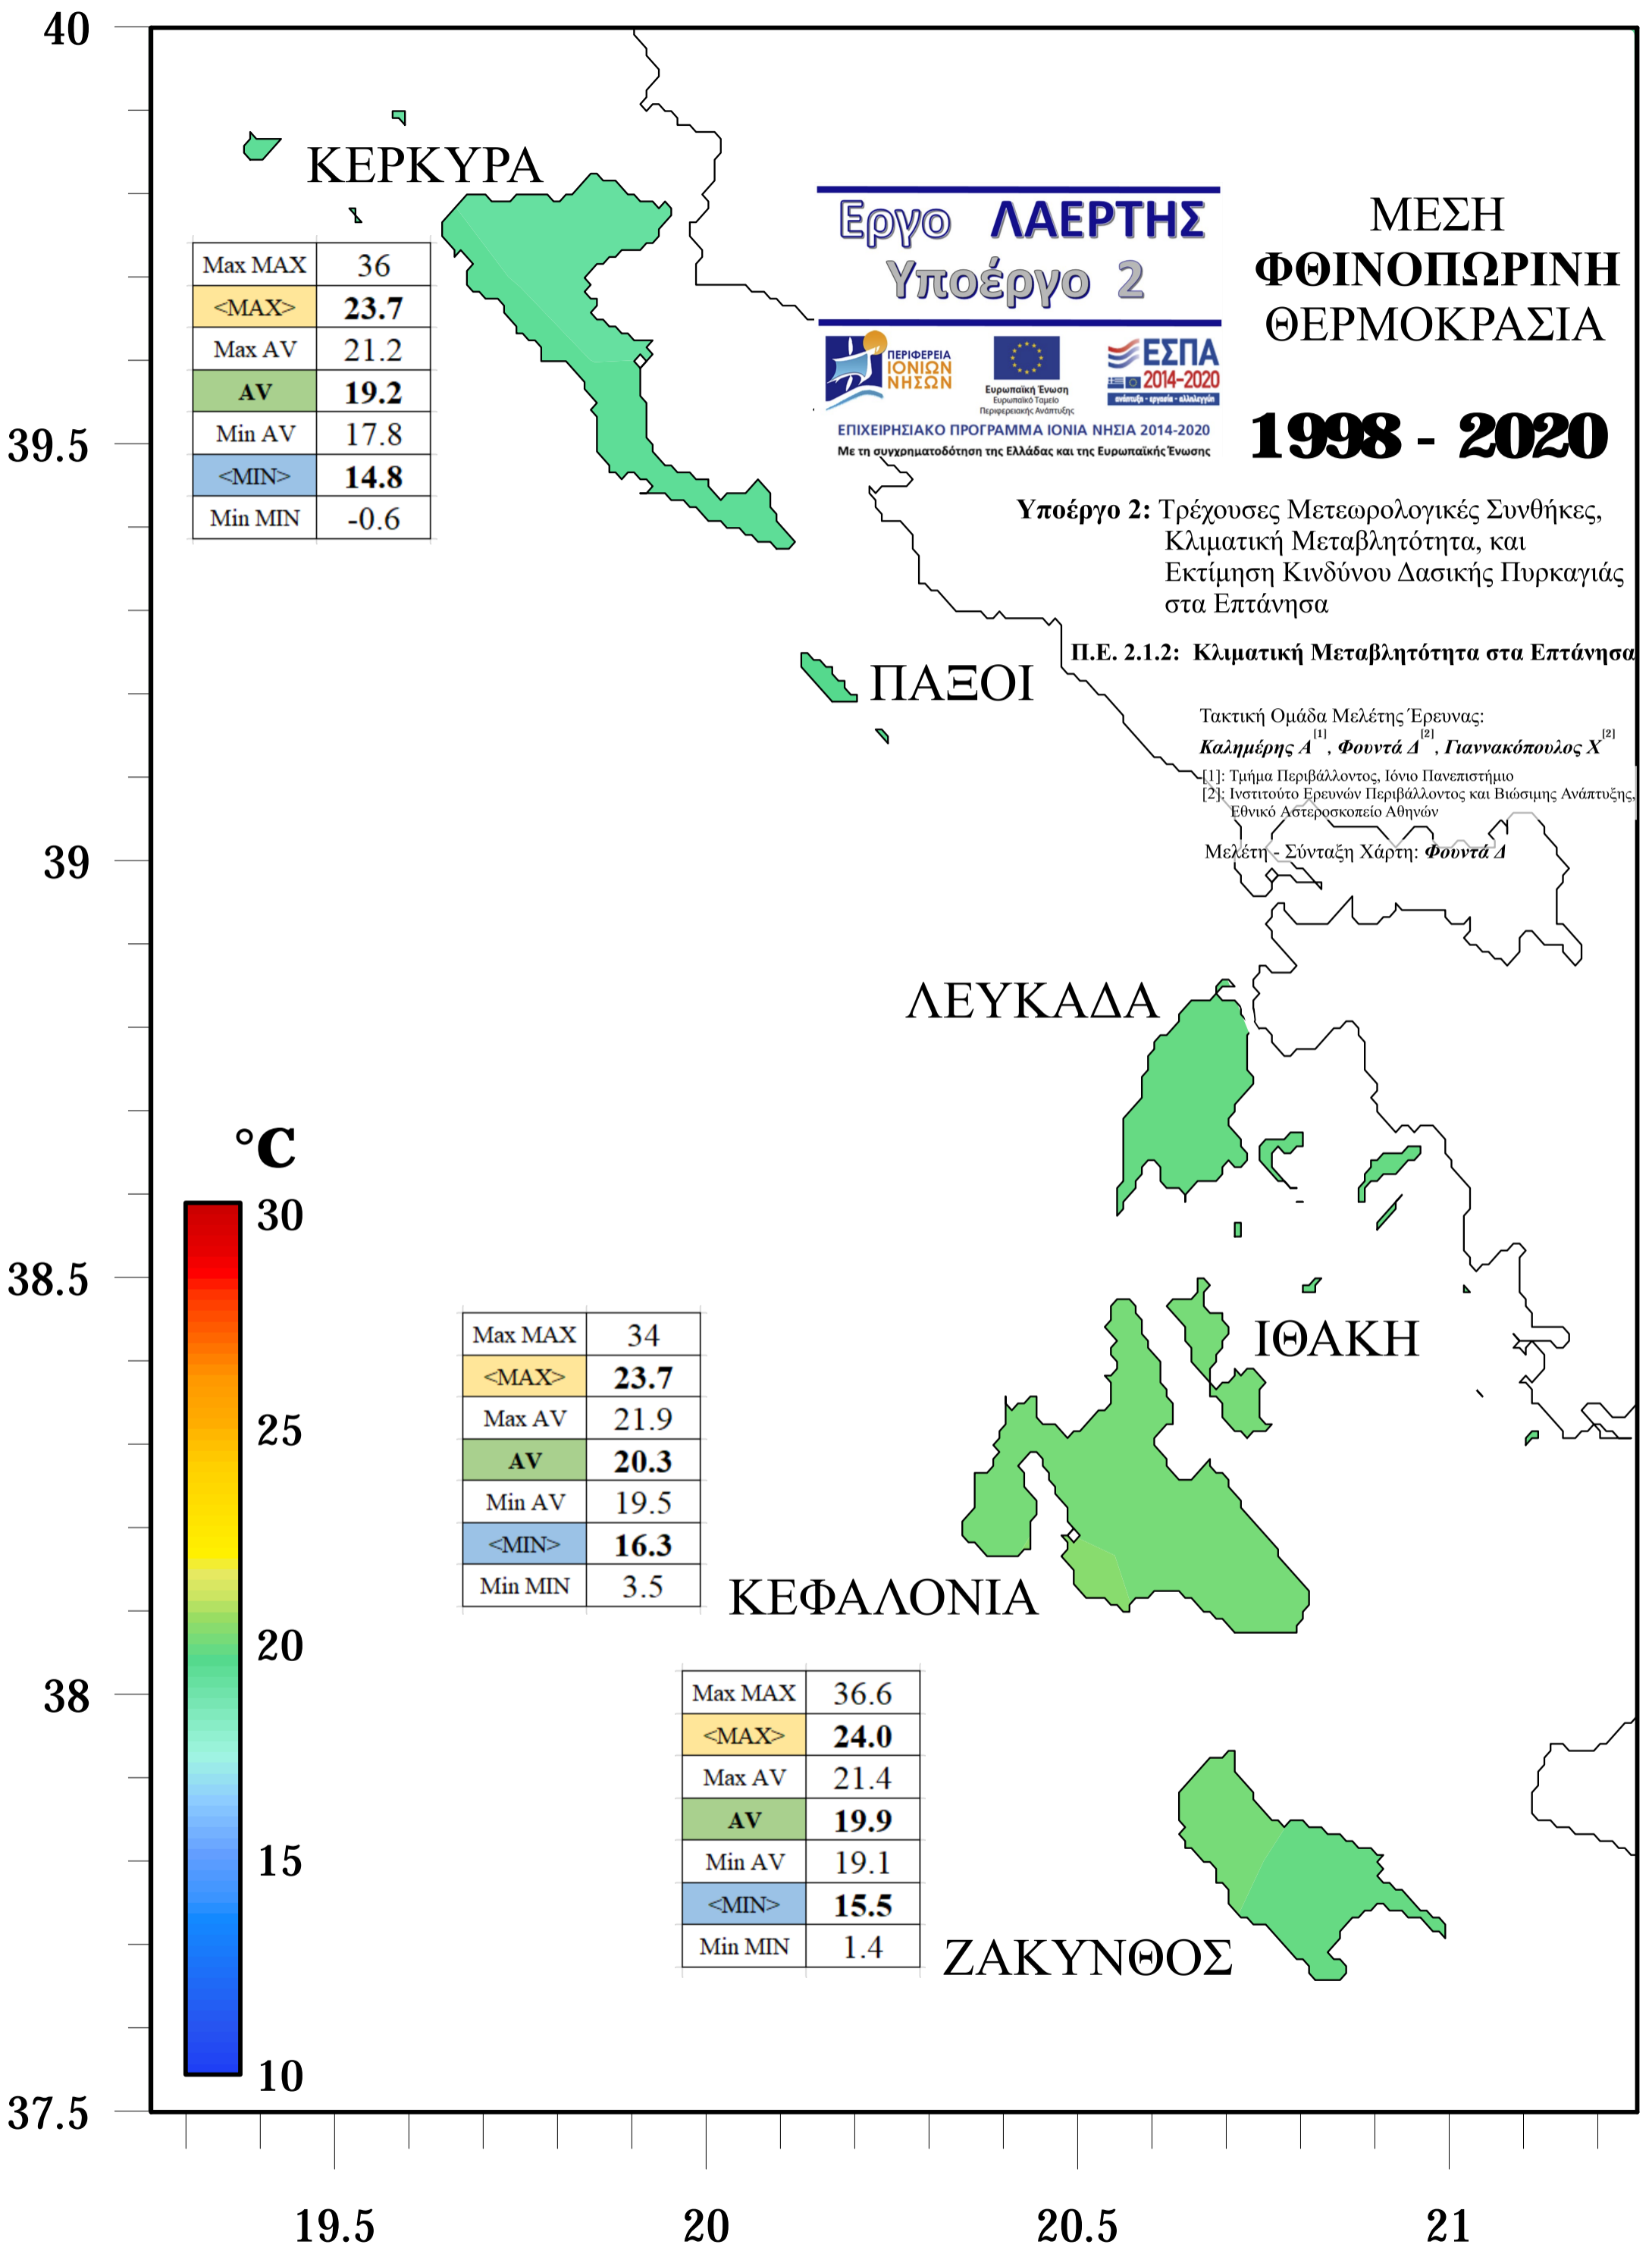 40
ΚΕΡΚΥΡΑ
Max MAX 36
<MAX> 23.7
Max AV 21.2
AV 19.2
Min AV 17.8
<MIN> 14.8
Min MIN -0.6
Εργο ΛΑΕΡΤΗΣ
Υποέργο 2
ΠΕΡΙΦΕΡΕΙΑ
ΙΟΝΙΩΝ
ΝΗΣΩΝ
Ευρωπαϊκή Ένωση
Ευρωπαϊκό Ταμείο
Περιφερειακής Ανάπτυξης
ΕΣΠΑ
2014-2020
ανάπτυξη - εργασία - αλληλεγγύη
ΕΠΙΧΕΙΡΗΣΙΑΚΟ ΠΡΟΓΡΑΜΜΑ ΙΟΝΙΑ ΝΗΣΙΑ 2014-2020
Με τη συγχρηματοδότηση της Ελλάδας και της Ευρωπαϊκής Ένωσης
ΜΕΣΗ
ΦΘΙΝΟΠΩΡΙΝΗ
ΘΕΡΜΟΚΡΑΣΙΑ
1998 - 2020
39.5
Υποέργο 2: Τρέχουσες Μετεωρολογικές Συνθήκες,
Κλιματική Μεταβλητότητα, και
Εκτίμηση Κινδύνου Δασικής Πυρκαγιάς
στα Επτάνησα
Π.Ε. 2.1.2: Κλιματική Μεταβλητότητα στα Επτάνησα
ΠΑΞΟΙ
Τακτική Ομάδα Μελέτης Έρευνας:
Καλημέρης Α[1], Φουντά Δ[2], Γιαννακόπουλος Χ[2]
[1]: Τμήμα Περιβάλλοντος, Ιόνιο Πανεπιστήμιο
[2]: Ινστιτούτο Ερευνών Περιβάλλοντος και Βιώσιμης Ανάπτυξης,
Εθνικό Αστεροσκοπείο Αθηνών
Μελέτη - Σύνταξη Χάρτη: Φουντά Δ
39
ΛΕΥΚΑΔΑ
°C
30
25
20
15
10
38.5
ΙΘΑΚΗ
Max MAX 34
<MAX> 23.7
Max AV 21.9
AV 20.3
Min AV 19.5
<MIN> 16.3
Min MIN 3.5
ΚΕΦΑΛΟΝΙΑ
38
Max MAX 36.6
<MAX> 24.0
Max AV 21.4
AV 19.9
Min AV 19.1
<MIN> 15.5
Min MIN 1.4
ΖΑΚΥΝΘΟΣ
37.5
19.5 20 20.5 21